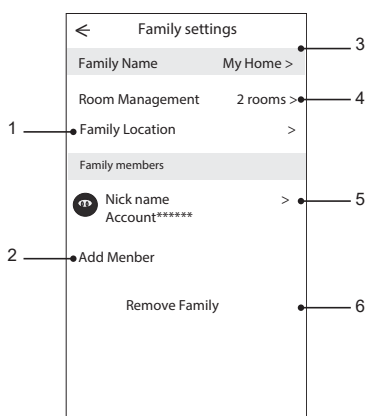 Family settings
3
Family Name My Home >
Room Management 2 rooms >
4
1
Family Location >
Family members
Nick name >
Account******
5
2
Add Menber
Remove Family
6